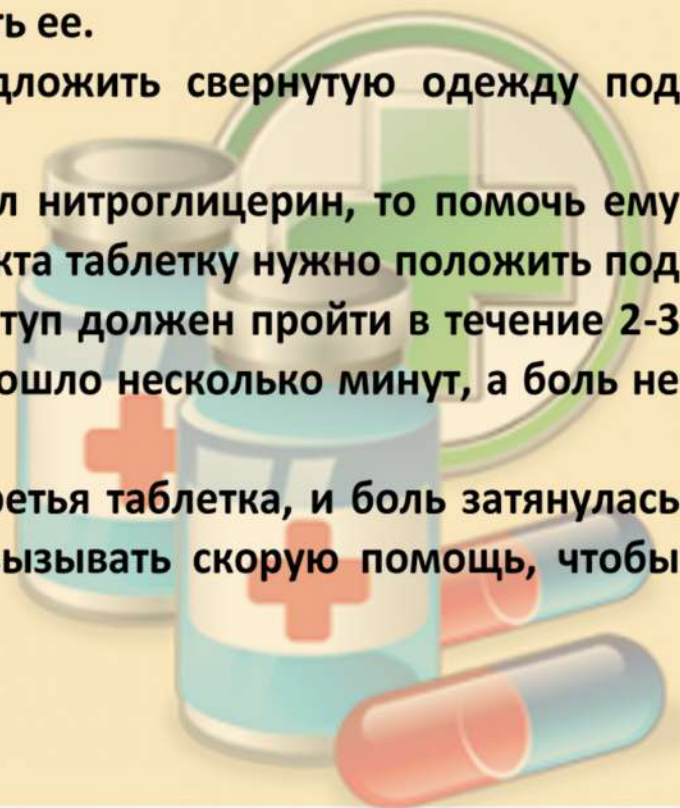 ть ее.
дложить свернутую одежду под
л нитроглицерин, то помочь ему
кта таблетку нужно положить под
туп должен пройти в течение 2-3
ошло несколько минут, а боль не
ретья таблетка, и боль затянулась
ызывать скорую помощь, чтобы